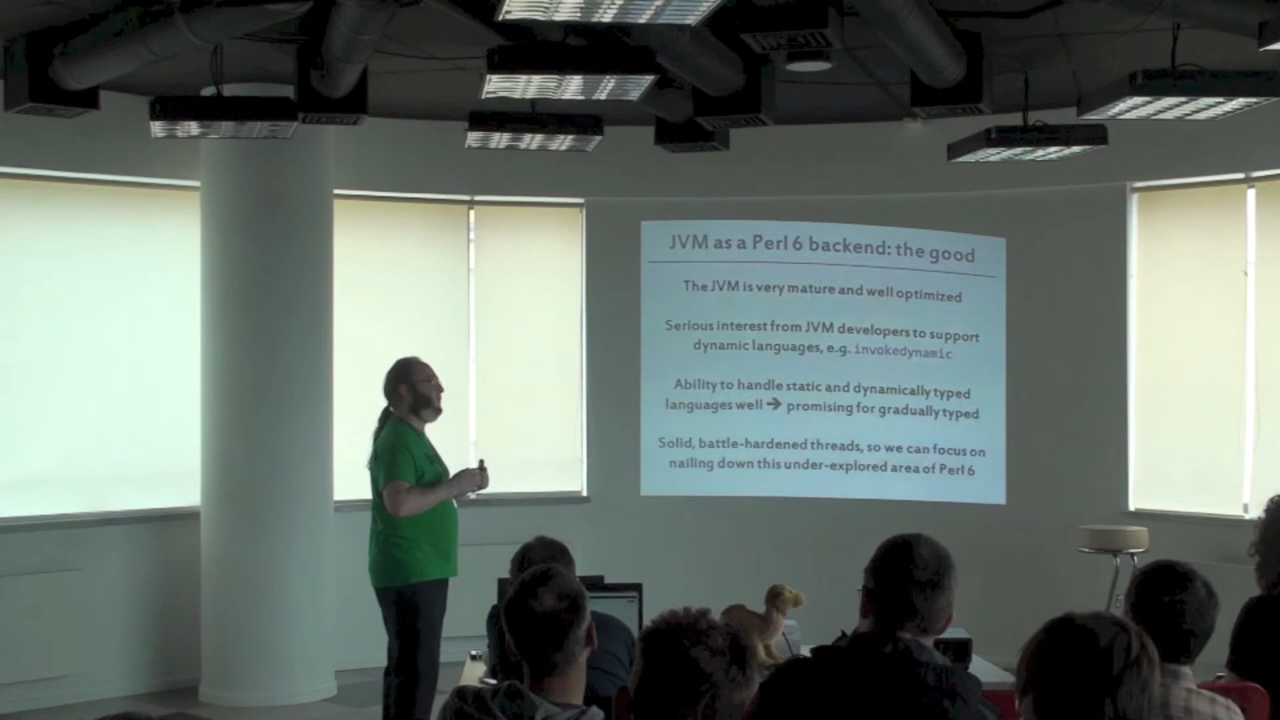 JVM as a Perl 6 backend: the good
The JVM is very mature and well optimized
Serious interest from JVM developers to support
dynamic languages, e.g. invokedynamic
Ability to handle static and dynamically typed
languages well ➔ promising for gradually typed
Solid, battle-hardened threads, so we can focus on
nailing down this under-explored area of Perl 6